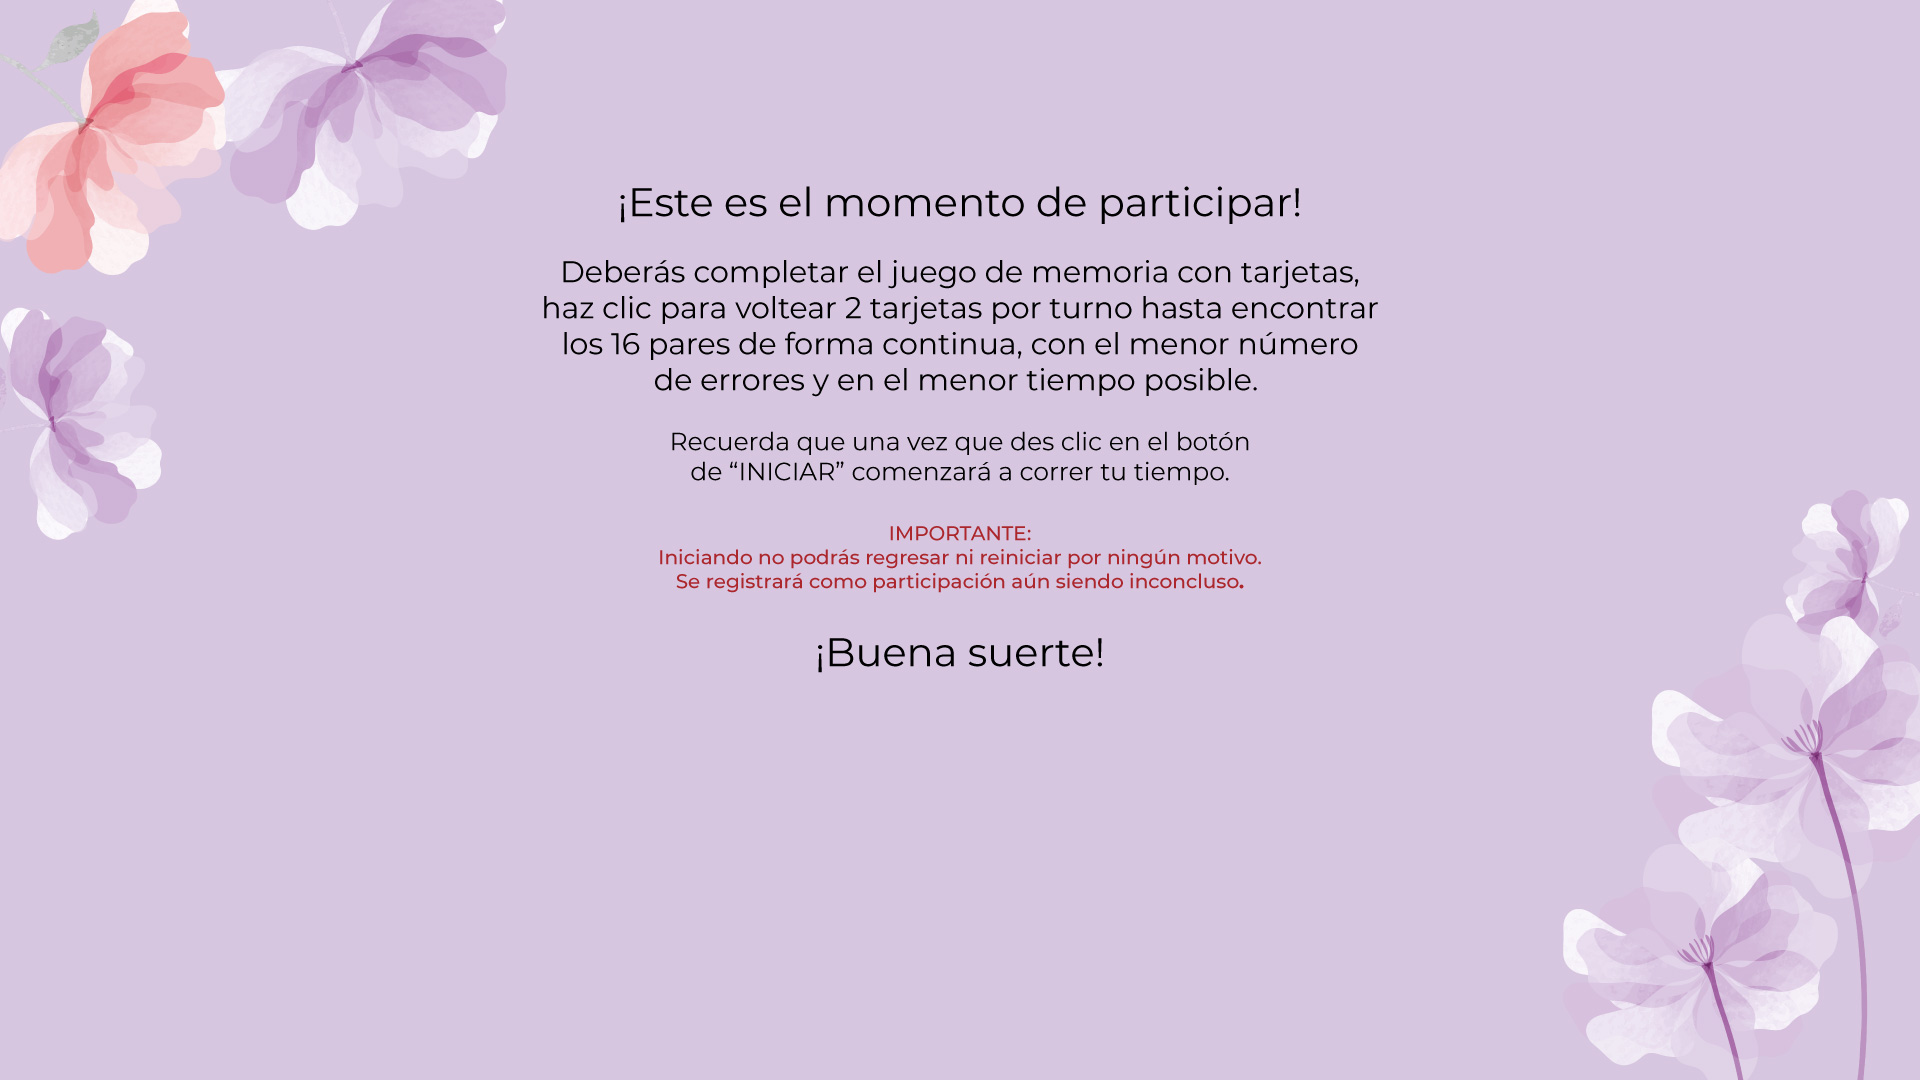 ¡Este es el momento de participar!
Deberás completar el juego de memoria con tarjetas,
haz clic para voltear 2 tarjetas por turno hasta encontrar
los 16 pares de forma continua, con el menor número
de errores y en el menor tiempo posible.
Recuerda que una vez que des clic en el botón
de “INICIAR” comenzará a correr tu tiempo.
IMPORTANTE:
Iniciando no podrás regresar ni reiniciar por ningún motivo.
Se registrará como participación aún siendo inconcluso.
¡Buena suerte!